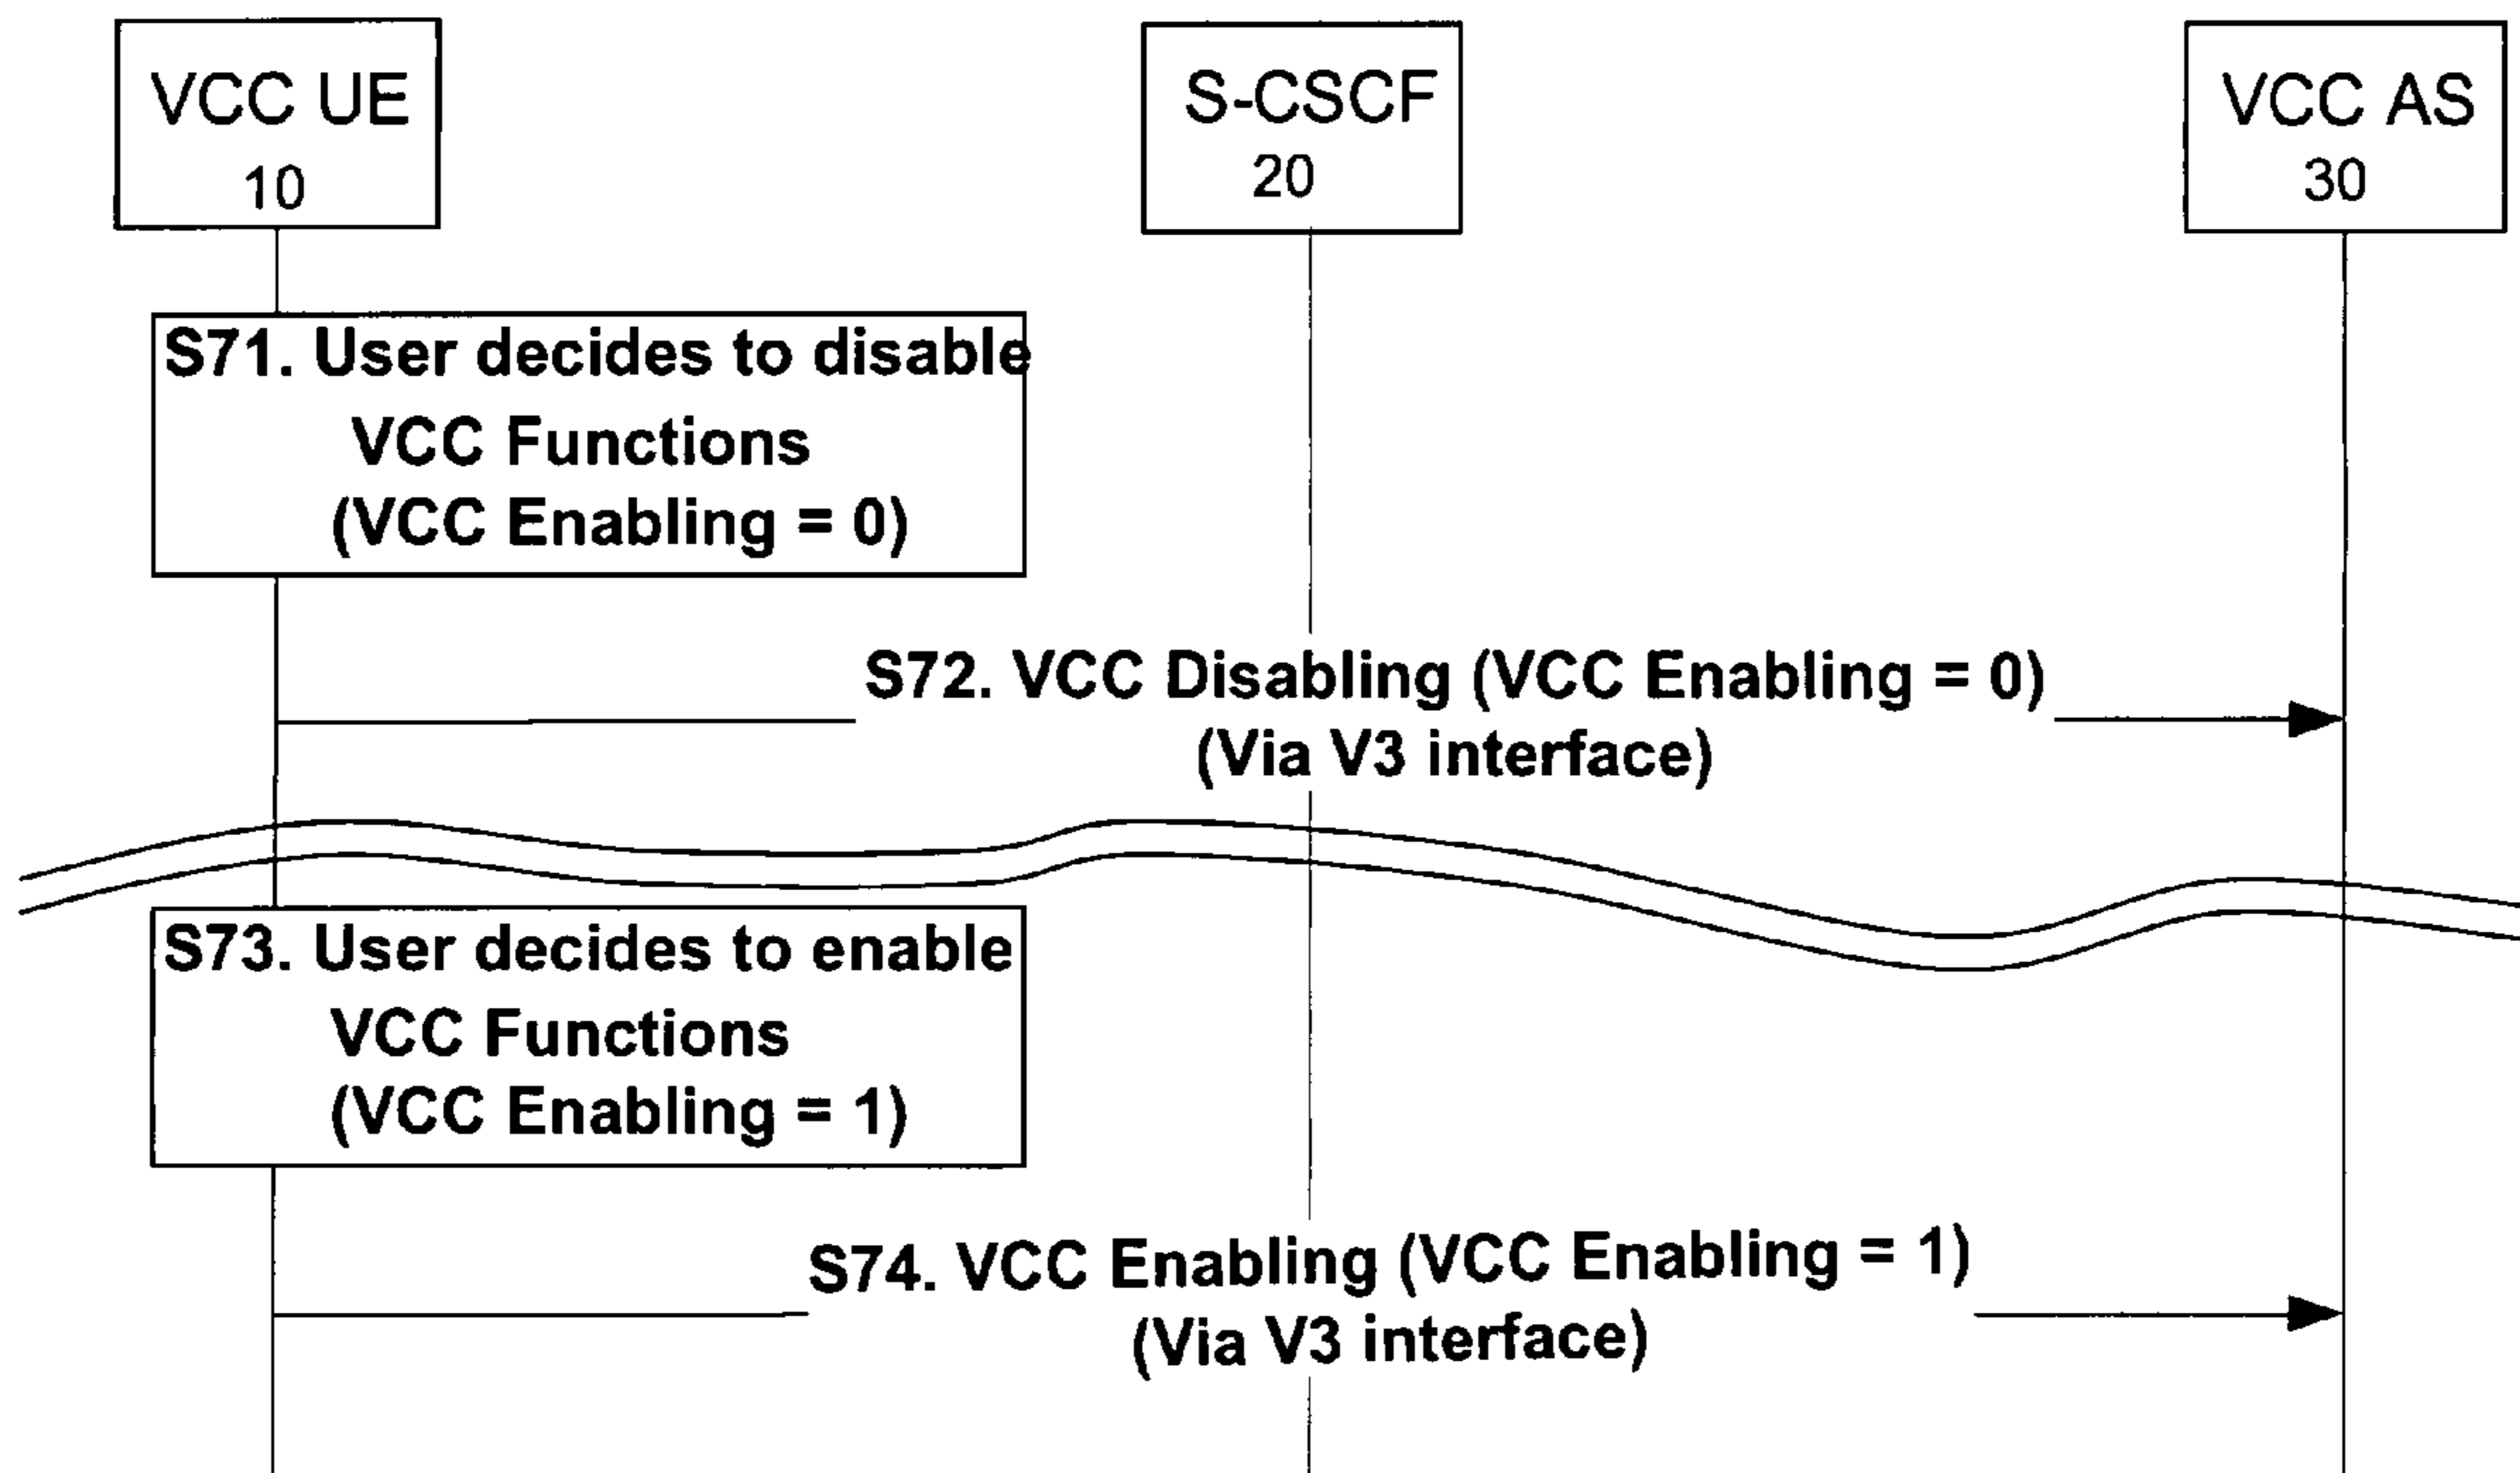 VCC UE
10
S-CSCF
20
VCC AS
30
S71. User decides to disable
VCC Functions
(VCC Enabling = 0)
S72. VCC Disabling (VCC Enabling = 0)
(Via V3 interface)
S73. User decides to enable
VCC Functions
(VCC Enabling = 1)
S74. VCC Enabling (VCC Enabling = 1)
(Via V3 interface)